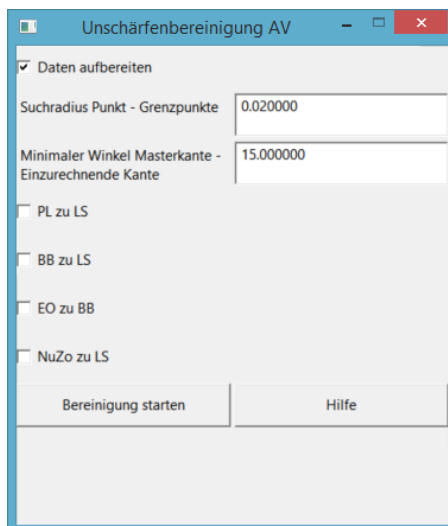 Unschärfenbereinigung AV
Daten aufbereiten
Suchradius Punkt - Grenzpunkte
0.020000
Minimaler Winkel Masterkante -
Einzurechnende Kante
15.000000
PL zu LS
BB zu LS
EO zu BB
NuZo zu LS
Bereinigung starten
Hilfe